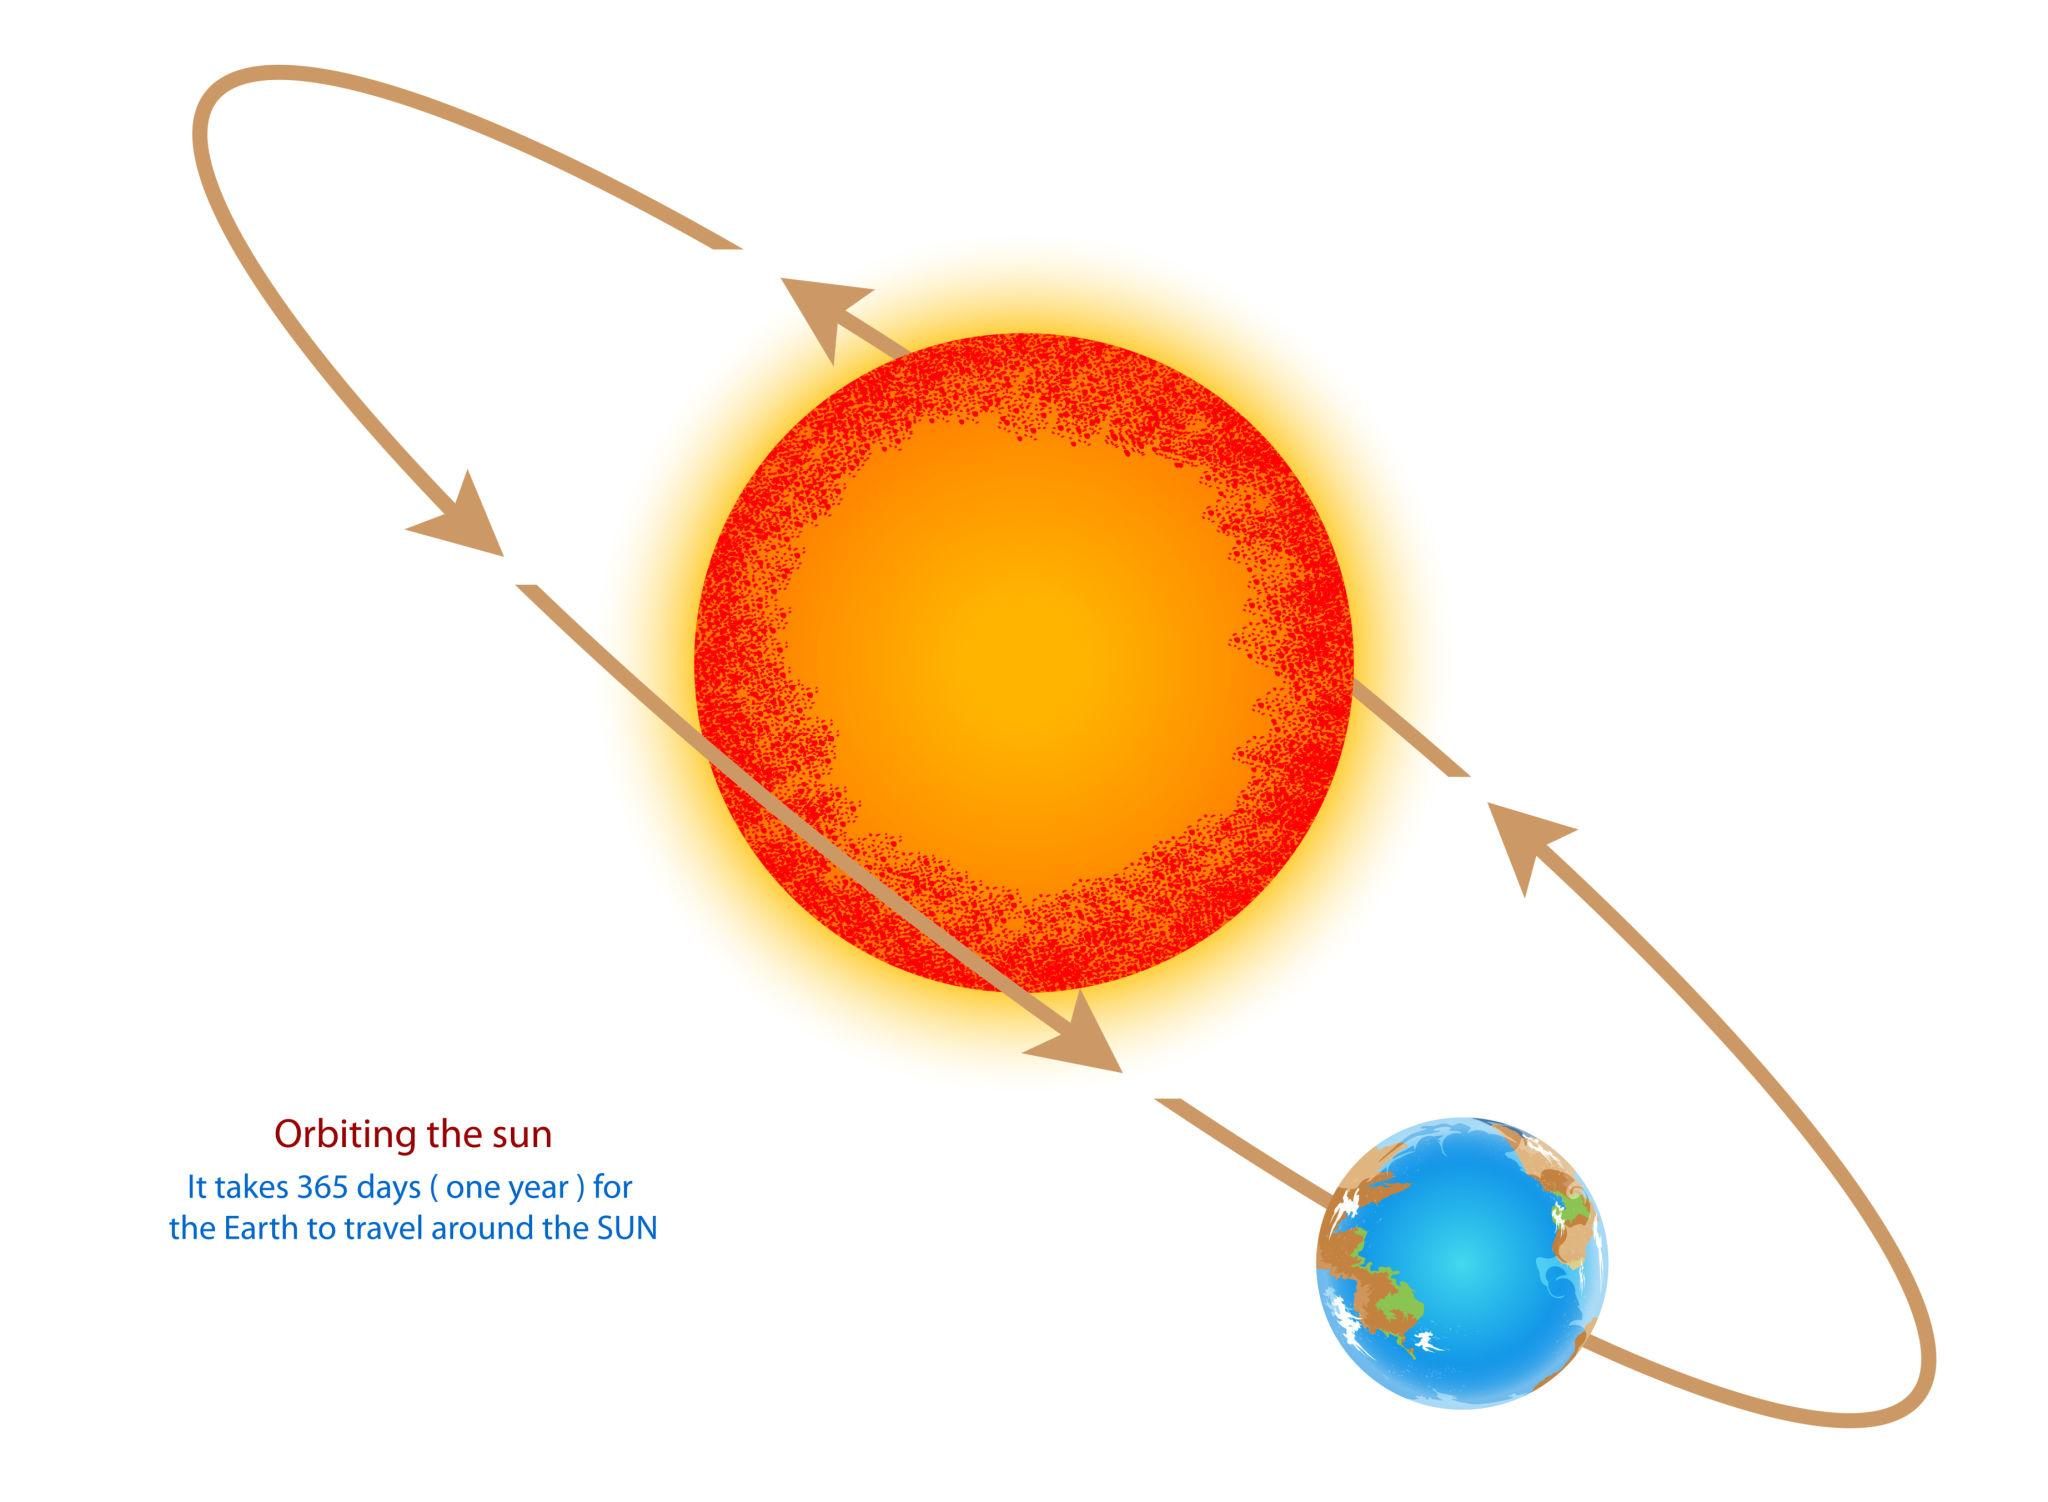 Orbiting the sun
It takes 365 days ( one year ) for
the Earth to travel around the SUN